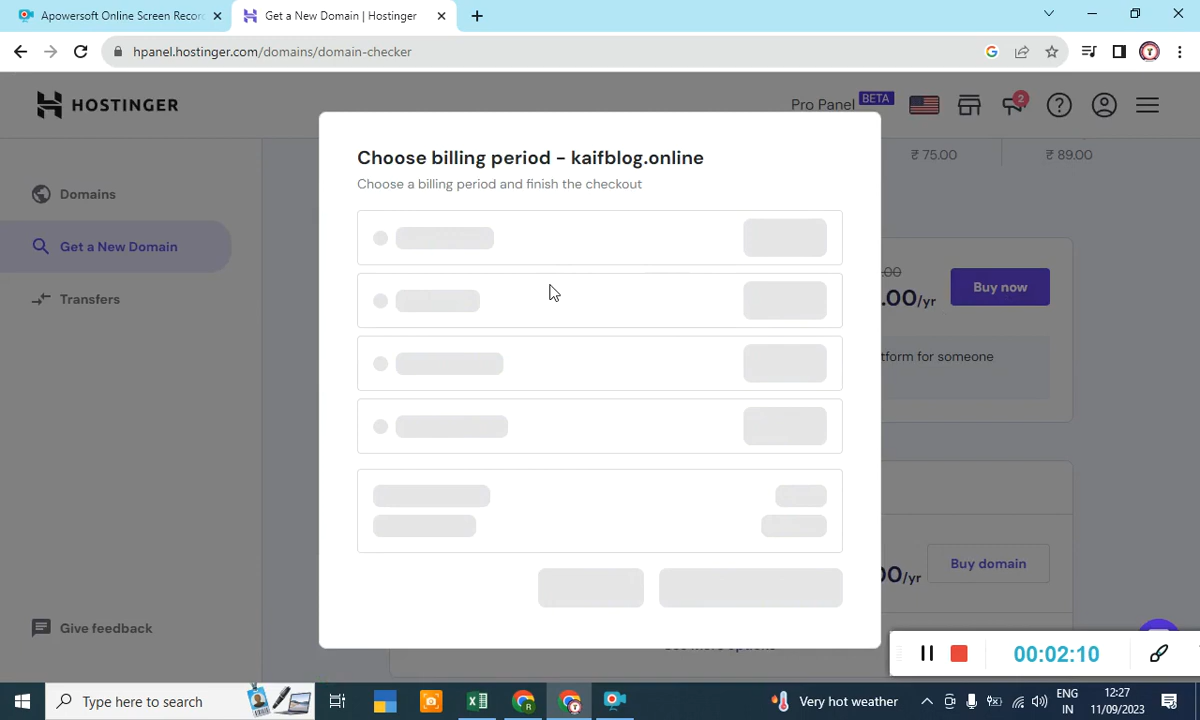 Apowersoft Online Screen Recor
Get a New Domain | Hostinger
hpanel.hostinger.com/domains/domain-checker
HOSTINGER
Pro Panel BETA
2
₹ 75.00
₹ 89.00
Domains
Get a New Domain
Transfers
Give feedback
Choose billing period - kaifblog.online
Choose a billing period and finish the checkout
.00
.00/yr
Buy now
tform for someone
00/yr
Buy domain
00:02:10
Type here to search
Very hot weather
ENG
IN
12:27
11/09/2023